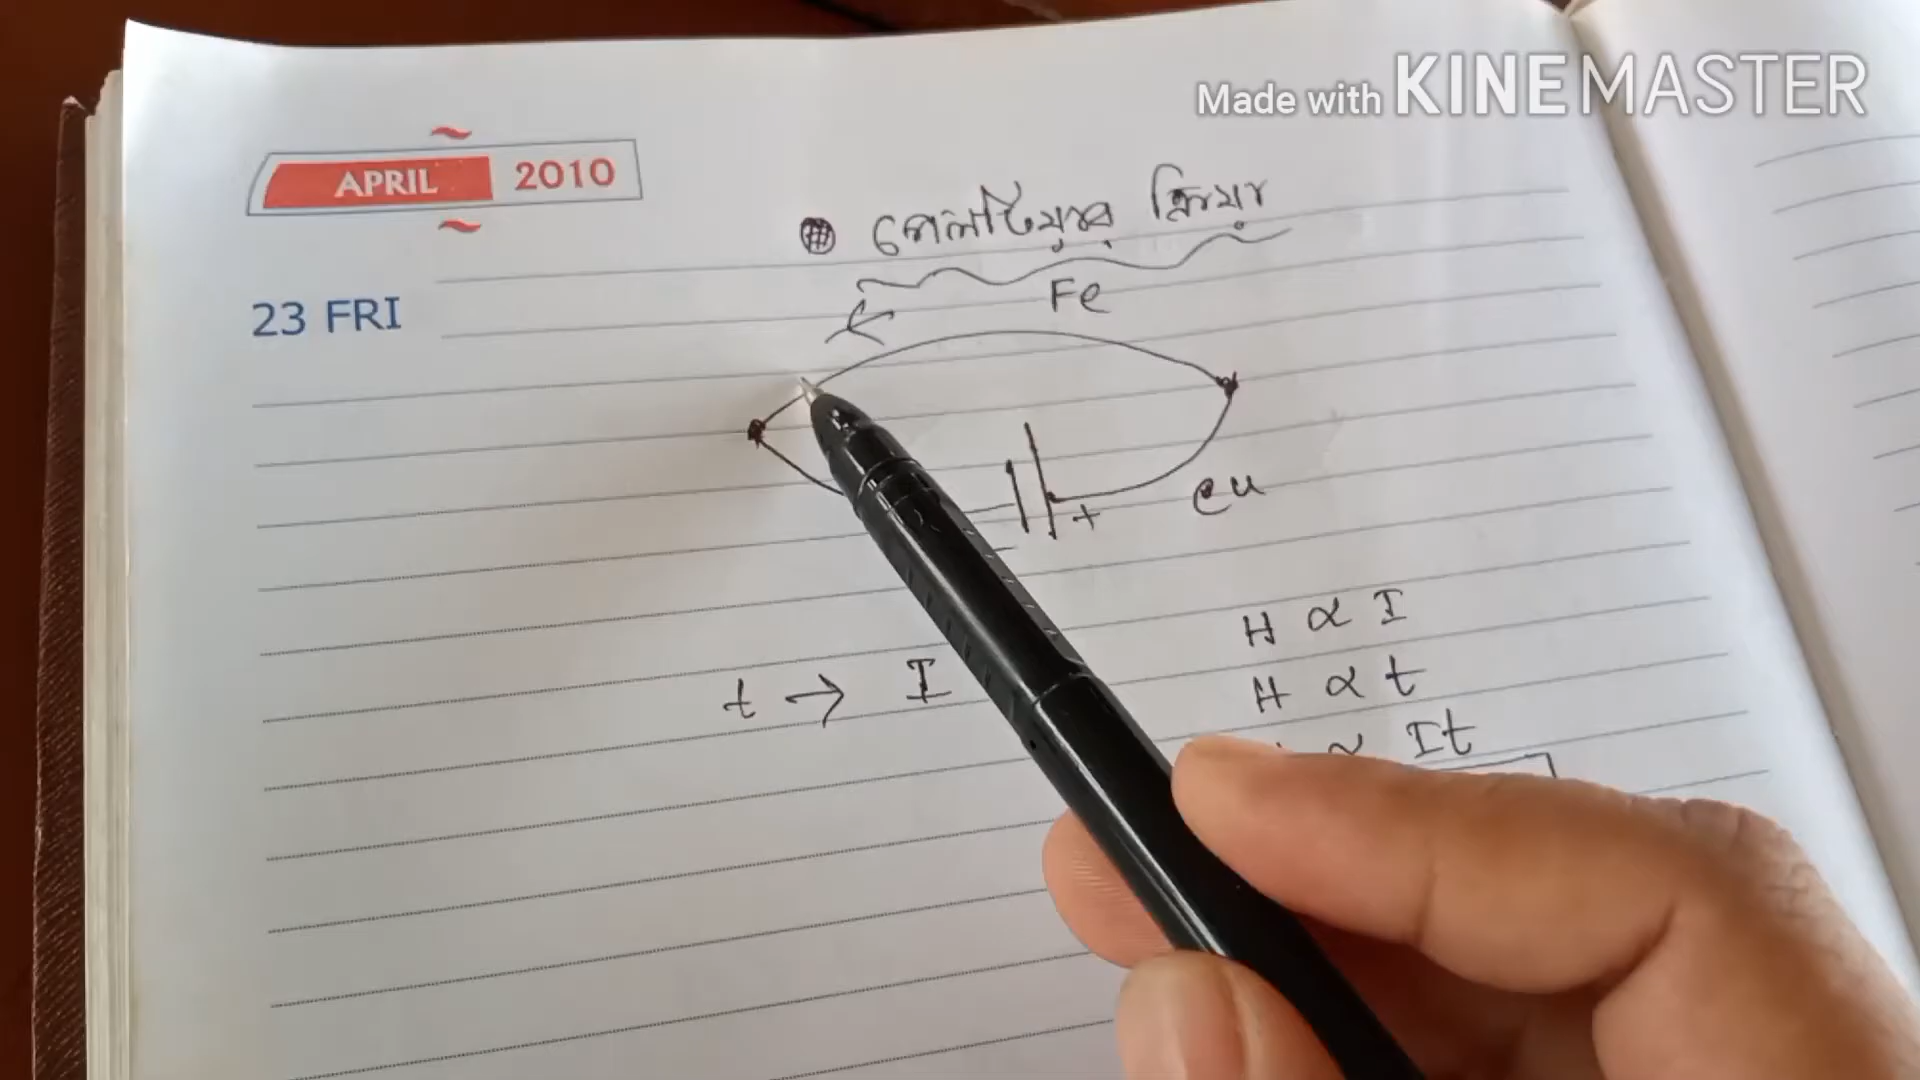 Made with KINEMASTER
APRIL 2010
পেলটিয়ার ক্রিয়া
23 FRI
Fe
+
Cu
H ∝ I
t → I
H ∝ t
∝ It